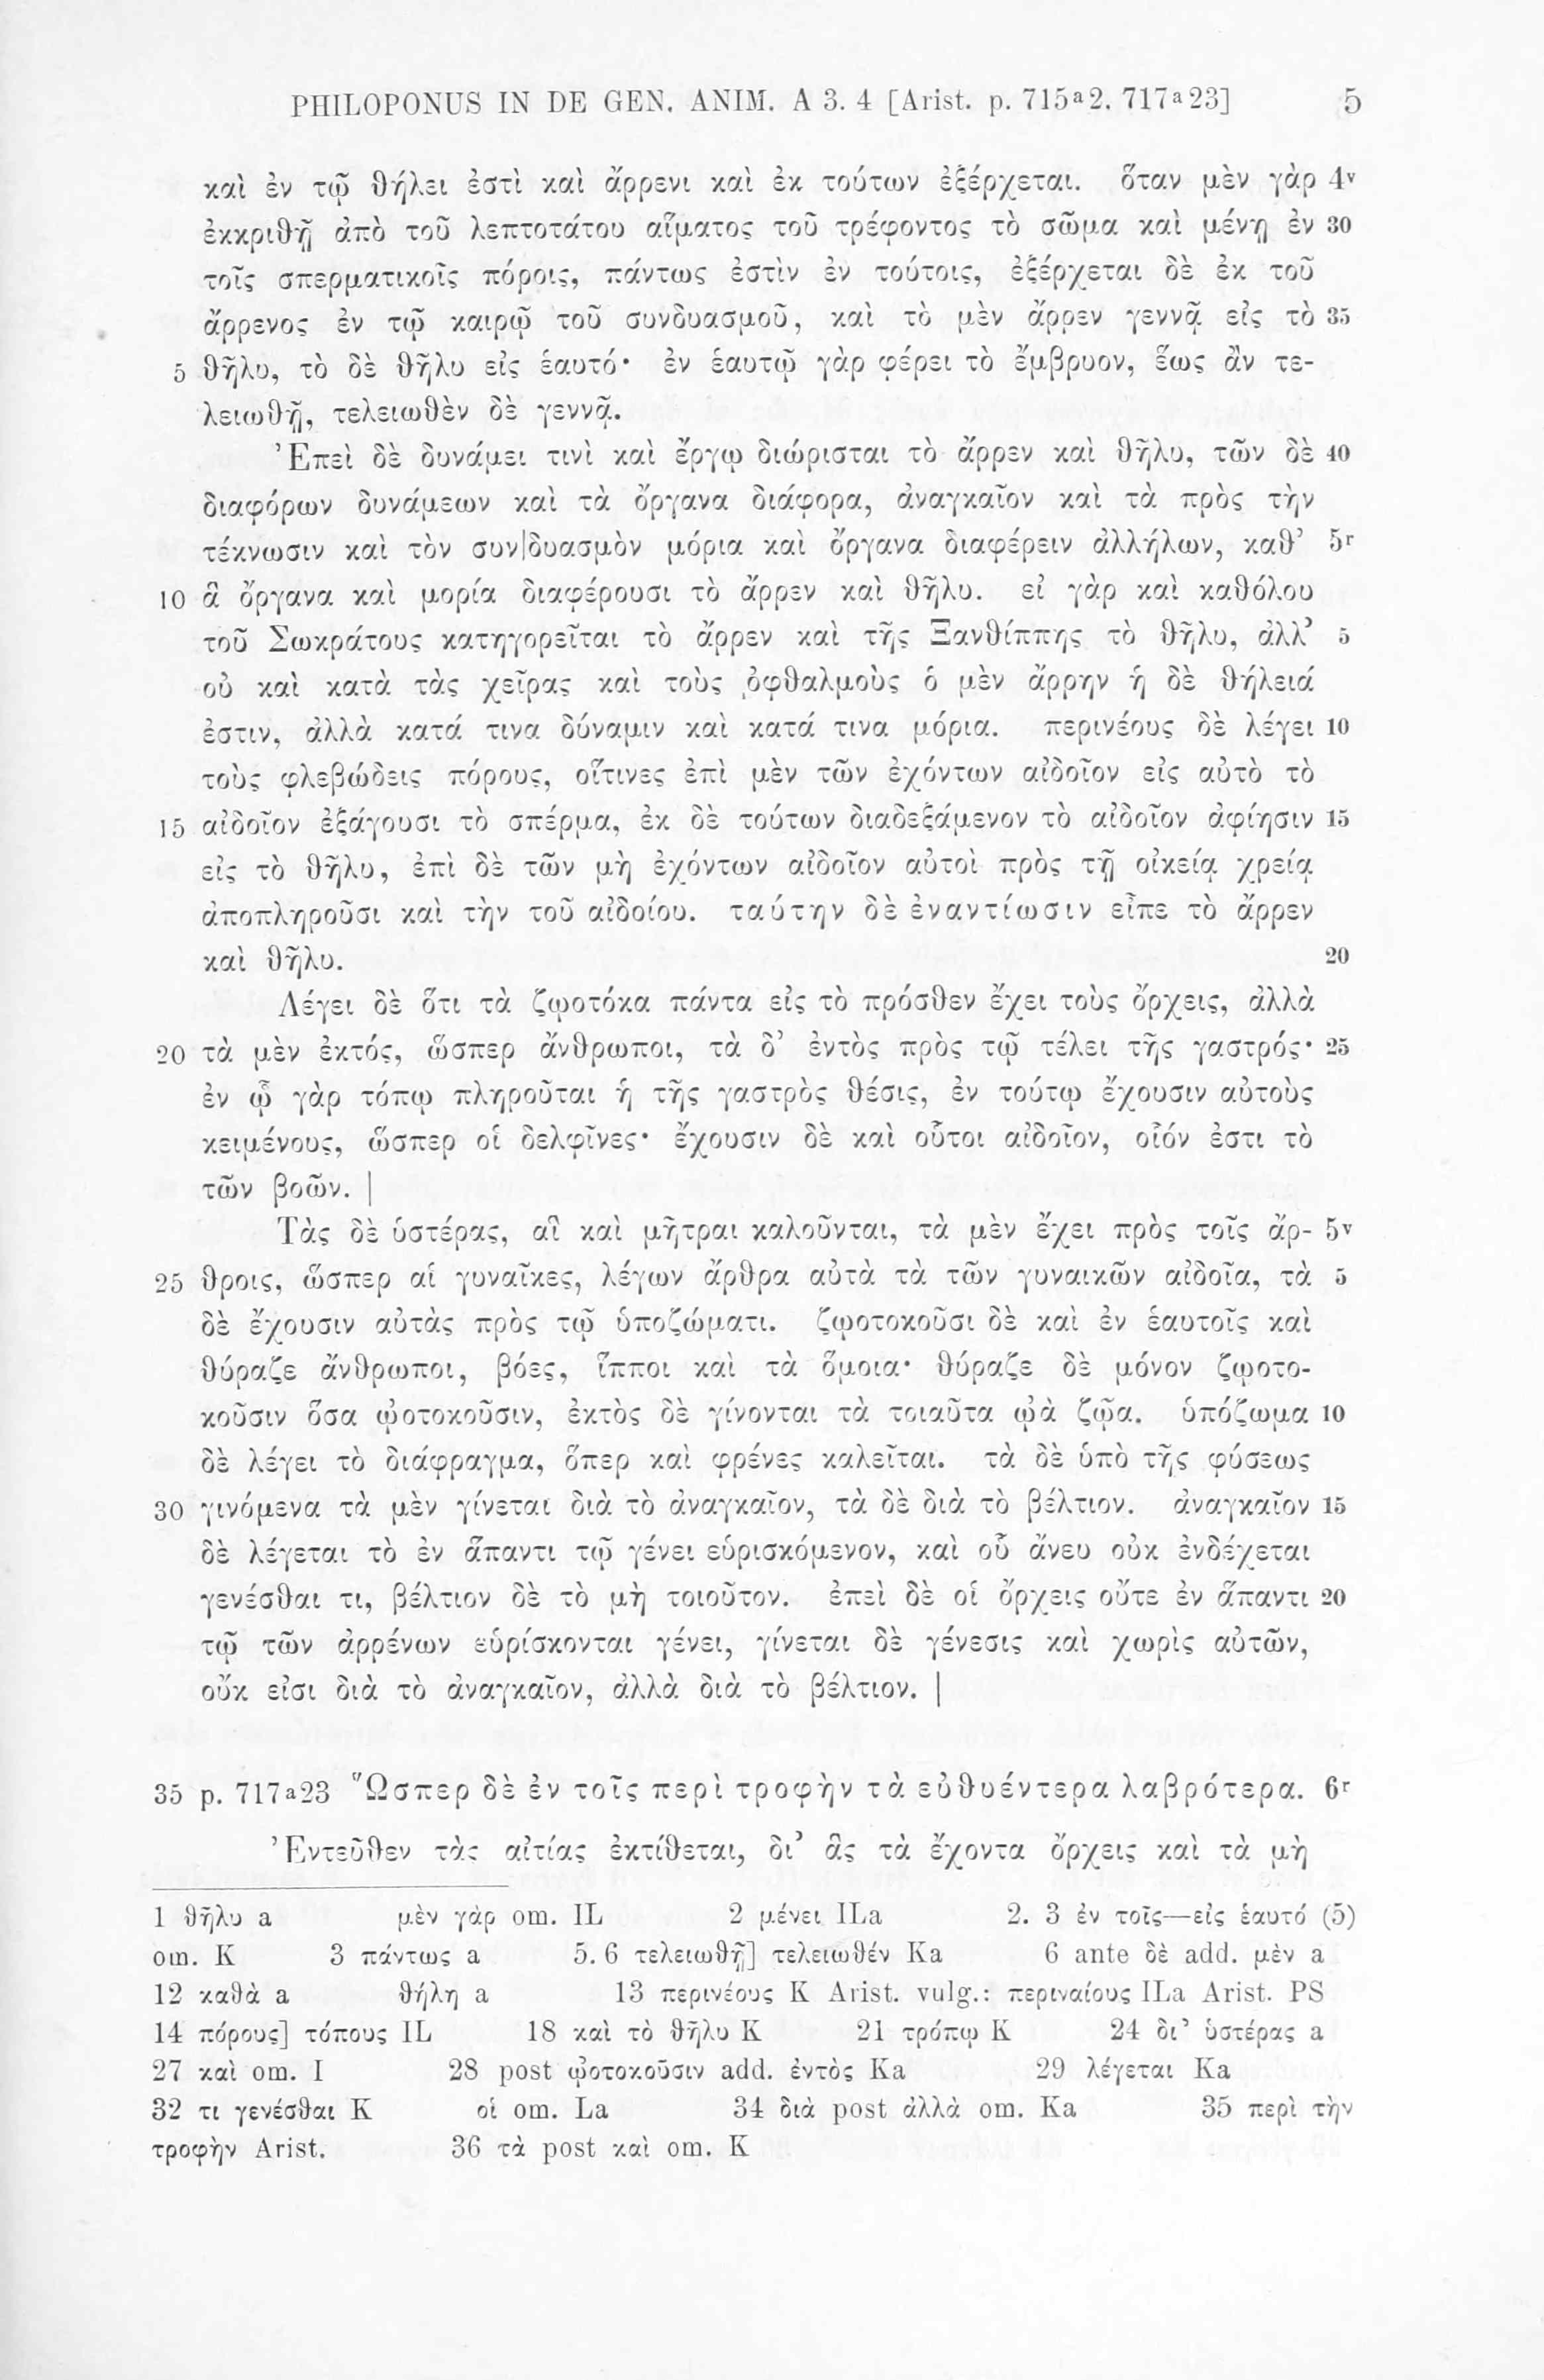 PHILOPONUS IN DE GEN. ANIM. A 3. 4 [Arist. p. 715a2. 717a23] 5
καὶ ἐν τῷ θήλει ἐστὶ καὶ ἄρρενι καὶ ἐκ τούτων ἐξέρχεται. ὅταν μὲν γὰρ 4v
ἐκκριθῇ ἀπὸ τοῦ λεπτοτάτου αἵματος τοῦ τρέφοντος τὸ σῶμα καὶ μένῃ ἐν 30
τοῖς σπερματικοῖς πόροις, πάντως ἐστὶν ἐν τούτοις, ἐξέρχεται δὲ ἐκ τοῦ
ἄρρενος ἐν τῷ καιρῷ τοῦ συνδυασμοῦ, καὶ τὸ μὲν ἄρρεν γεννᾷ εἰς τὸ 35
5 θῆλυ, τὸ δὲ θῆλυ εἰς ἑαυτό· ἐν ἑαυτῷ γὰρ φέρει τὸ ἔμβρυον, ἕως ἂν τε-
λειωθῇ, τελειωθὲν δὲ γεννᾷ.
Ἐπεὶ δὲ δυνάμει τινὶ καὶ ἔργῳ διώρισται τὸ ἄρρεν καὶ θῆλυ, τῶν δὲ 40
διαφόρων δυνάμεων καὶ τὰ ὄργανα διάφορα, ἀναγκαῖον καὶ τὰ πρὸς τὴν
τέκνωσιν καὶ τὸν συν|δυασμὸν μόρια καὶ ὄργανα διαφέρειν ἀλλήλων, καθ’ 5r
10 ἃ ὄργανα καὶ μορία διαφέρουσι τὸ ἄρρεν καὶ θῆλυ. εἰ γὰρ καὶ καθόλου
τοῦ Σωκράτους κατηγορεῖται τὸ ἄρρεν καὶ τῆς Ξανθίππης τὸ θῆλυ, ἀλλ’ 5
οὐ καὶ κατὰ τὰς χεῖρας καὶ τοὺς ὀφθαλμοὺς ὁ μὲν ἄρρην ἡ δὲ θήλειά
ἐστιν, ἀλλὰ κατά τινα δύναμιν καὶ κατά τινα μόρια. περινέους δὲ λέγει 10
τοὺς φλεβώδεις πόρους, οἵτινες ἐπὶ μὲν τῶν ἐχόντων αἰδοῖον εἰς αὐτὸ τὸ
15 αἰδοῖον ἐξάγουσι τὸ σπέρμα, ἐκ δὲ τούτων διαδεξάμενον τὸ αἰδοῖον ἀφίησιν 15
εἰς τὸ θῆλυ, ἐπὶ δὲ τῶν μὴ ἐχόντων αἰδοῖον αὐτοὶ πρὸς τῇ οἰκείᾳ χρείᾳ
ἀποπληροῦσι καὶ τὴν τοῦ αἰδοίου. ταύτην δὲ ἐναντίωσιν εἶπε τὸ ἄρρεν
καὶ θῆλυ. 20
Λέγει δὲ ὅτι τὰ ζῳοτόκα πάντα εἰς τὸ πρόσθεν ἔχει τοὺς ὄρχεις, ἀλλὰ
20 τὰ μὲν ἐκτός, ὥσπερ ἄνθρωποι, τὰ δ’ ἐντὸς πρὸς τῷ τέλει τῆς γαστρός· 25
ἐν ᾧ γὰρ τόπῳ πληροῦται ἡ τῆς γαστρὸς θέσις, ἐν τούτῳ ἔχουσιν αὐτοὺς
κειμένους, ὥσπερ οἱ δελφῖνες· ἔχουσιν δὲ καὶ οὗτοι αἰδοῖον, οἷόν ἐστι τὸ
τῶν βοῶν. |
Τὰς δὲ ὑστέρας, αἳ καὶ μῆτραι καλοῦνται, τὰ μὲν ἔχει πρὸς τοῖς ἄρ- 5v
25 θροις, ὥσπερ αἱ γυναῖκες, λέγων ἄρθρα αὐτὰ τὰ τῶν γυναικῶν αἰδοῖα, τὰ 5
δὲ ἔχουσιν αὐτὰς πρὸς τῷ ὑποζώματι. ζῳοτοκοῦσι δὲ καὶ ἐν ἑαυτοῖς καὶ
θύραζε ἄνθρωποι, βόες, ἵπποι καὶ τὰ ὅμοια· θύραζε δὲ μόνον ζῳοτο-
κοῦσιν ὅσα ᾠοτοκοῦσιν, ἐκτὸς δὲ γίνονται τὰ τοιαῦτα ᾠὰ ζῷα. ὑπόζωμα 10
δὲ λέγει τὸ διάφραγμα, ὅπερ καὶ φρένες καλεῖται. τὰ δὲ ὑπὸ τῆς φύσεως
30 γινόμενα τὰ μὲν γίνεται διὰ τὸ ἀναγκαῖον, τὰ δὲ διὰ τὸ βέλτιον. ἀναγκαῖον 15
δὲ λέγεται τὸ ἐν ἅπαντι τῷ γένει εὑρισκόμενον, καὶ οὗ ἄνευ οὐκ ἐνδέχεται
γενέσθαι τι, βέλτιον δὲ τὸ μὴ τοιοῦτον. ἐπεὶ δὲ οἱ ὄρχεις οὔτε ἐν ἅπαντι 20
τῷ τῶν ἀρρένων εὑρίσκονται γένει, γίνεται δὲ γένεσις καὶ χωρὶς αὐτῶν,
οὔκ εἰσι διὰ τὸ ἀναγκαῖον, ἀλλὰ διὰ τὸ βέλτιον. |
35 p. 717a23 Ὥσπερ δὲ ἐν τοῖς περὶ τροφὴν τὰ εὐθυέντερα λαβρότερα. 6r
Ἐντεῦθεν τὰς αἰτίας ἐκτίθεται, δι’ ἃς τὰ ἔχοντα ὄρχεις καὶ τὰ μὴ
1 θῆλυ a μὲν γὰρ om. IL 2 μένει ILa 2. 3 ἐν τοῖς—εἰς ἑαυτό (5)
om. K 3 πάντως a 5. 6 τελειωθῇ] τελειωθέν Ka 6 ante δὲ add. μὲν a
12 καθὰ a θήλη a 13 περινέους K Arist. vulg.: περιναίους ILa Arist. PS
14 πόρους] τόπους IL 18 καὶ τὸ θῆλυ K 21 τρόπῳ K 24 δι’ ὑστέρας a
27 καὶ om. I 28 post ᾠοτοκοῦσιν add. ἐντὸς Ka 29 λέγεται Ka
32 τι γενέσθαι K οἱ om. La 34 διὰ post ἀλλὰ om. Ka 35 περὶ τὴν
τροφὴν Arist. 36 τὰ post καὶ om. K